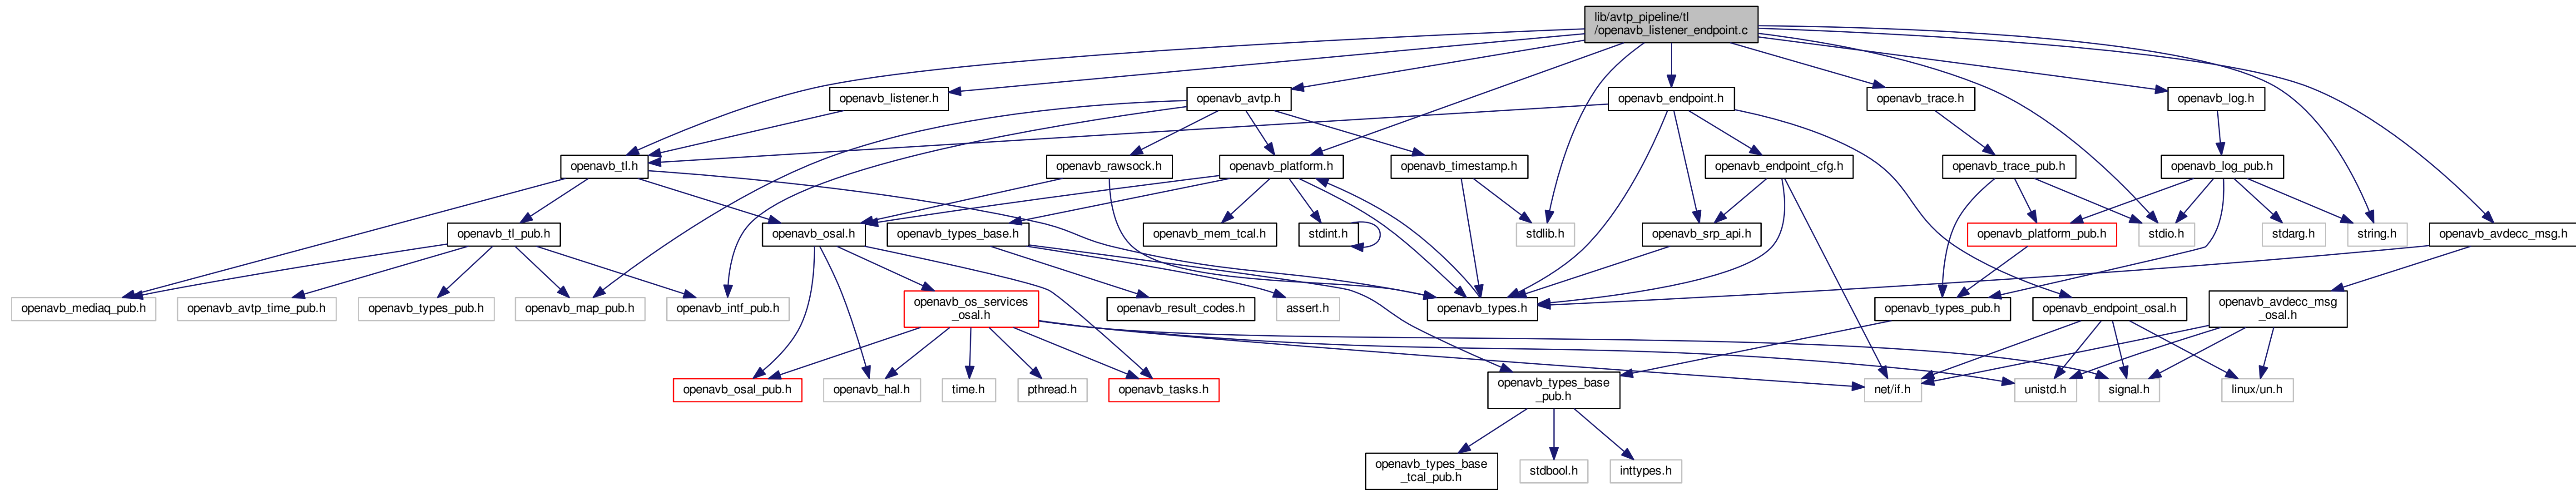 lib/avtp_pipeline/tl
/openavb_listener_endpoint.c
openavb_listener.h
openavb_avtp.h
openavb_endpoint.h
openavb_trace.h
openavb_log.h
openavb_tl.h
openavb_rawsock.h
openavb_platform.h
openavb_timestamp.h
openavb_endpoint_cfg.h
openavb_trace_pub.h
openavb_log_pub.h
openavb_tl_pub.h
openavb_osal.h
openavb_types_base.h
openavb_mem_tcal.h
stdint.h
stdlib.h
openavb_srp_api.h
openavb_platform_pub.h
stdio.h
stdarg.h
string.h
openavb_avdecc_msg.h
openavb_mediaq_pub.h
openavb_avtp_time_pub.h
openavb_types_pub.h
openavb_map_pub.h
openavb_intf_pub.h
openavb_os_services
_osal.h
openavb_result_codes.h
assert.h
openavb_types.h
openavb_types_pub.h
openavb_endpoint_osal.h
openavb_avdecc_msg
_osal.h
openavb_osal_pub.h
openavb_hal.h
time.h
pthread.h
openavb_tasks.h
openavb_types_base
_pub.h
net/if.h
unistd.h
signal.h
linux/un.h
openavb_types_base
_tcal_pub.h
stdbool.h
inttypes.h